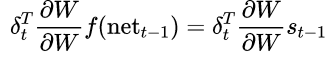 δ_t^T ∂W/∂W f(net_{t−1}) = δ_t^T ∂W/∂W s_{t−1}